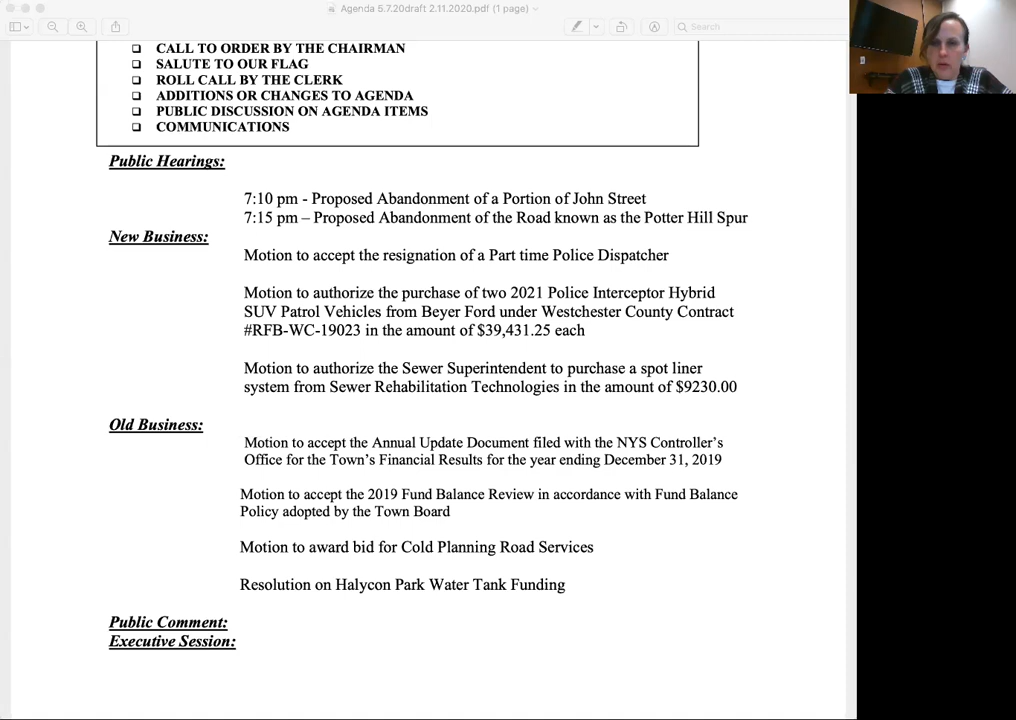 Agenda 5.7.20draft 2.11.2020.pdf (1 page)
Search
❑ CALL TO ORDER BY THE CHAIRMAN
❑ SALUTE TO OUR FLAG
❑ ROLL CALL BY THE CLERK
❑ ADDITIONS OR CHANGES TO AGENDA
❑ PUBLIC DISCUSSION ON AGENDA ITEMS
❑ COMMUNICATIONS
Public Hearings:
7:10 pm - Proposed Abandonment of a Portion of John Street
7:15 pm – Proposed Abandonment of the Road known as the Potter Hill Spur
New Business:
Motion to accept the resignation of a Part time Police Dispatcher
Motion to authorize the purchase of two 2021 Police Interceptor Hybrid
SUV Patrol Vehicles from Beyer Ford under Westchester County Contract
#RFB-WC-19023 in the amount of $39,431.25 each
Motion to authorize the Sewer Superintendent to purchase a spot liner
system from Sewer Rehabilitation Technologies in the amount of $9230.00
Old Business:
Motion to accept the Annual Update Document filed with the NYS Controller's
Office for the Town's Financial Results for the year ending December 31, 2019
Motion to accept the 2019 Fund Balance Review in accordance with Fund Balance
Policy adopted by the Town Board
Motion to award bid for Cold Planning Road Services
Resolution on Halycon Park Water Tank Funding
Public Comment:
Executive Session: